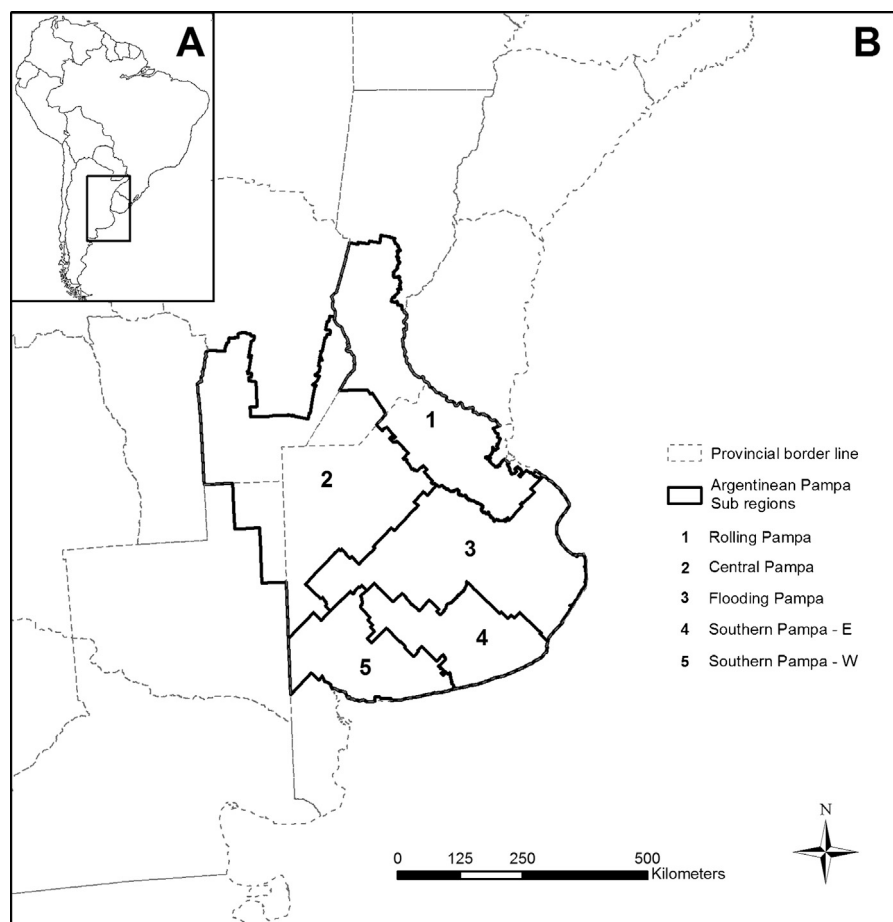 A
B
1
2
3
4
5
Provincial border line
Argentinean Pampa
Sub regions
1 Rolling Pampa
2 Central Pampa
3 Flooding Pampa
4 Southern Pampa - E
5 Southern Pampa - W
N
0 125 250 500
Kilometers